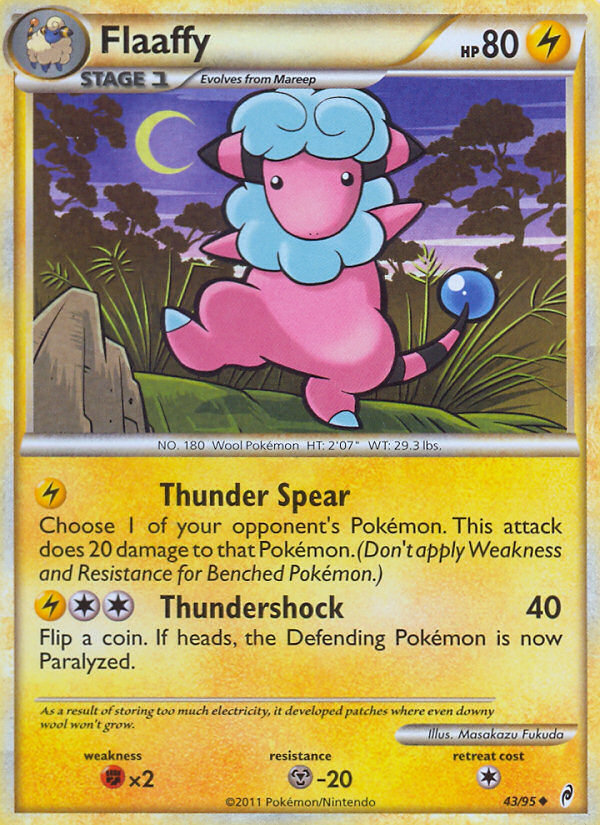 Flaaffy
HP 80
STAGE 1
Evolves from Mareep
NO. 180 Wool Pokémon HT: 2'07" WT: 29.3 lbs.
Thunder Spear
Choose 1 of your opponent's Pokémon. This attack
does 20 damage to that Pokémon. (Don't apply Weakness
and Resistance for Benched Pokémon.)
Thundershock 40
Flip a coin. If heads, the Defending Pokémon is now
Paralyzed.
As a result of storing too much electricity, it developed patches where even downy
wool won't grow.
Illus. Masakazu Fukuda
weakness resistance retreat cost
×2 -20
©2011 Pokémon/Nintendo 43/95